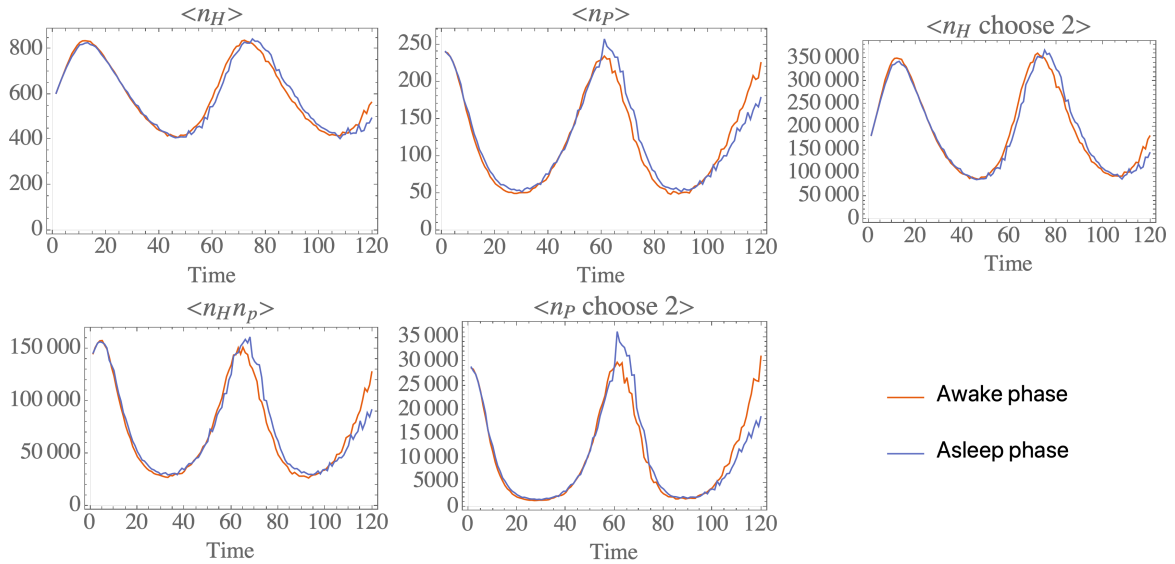 <n_H>
800
600
400
200
0
0 20 40 60 80 100 120
Time
<n_P>
250
200
150
100
50
0
0 20 40 60 80 100 120
Time
<n_H choose 2>
350 000
300 000
250 000
200 000
150 000
100 000
50 000
0
0 20 40 60 80 100 120
Time
<n_H n_p>
150 000
100 000
50 000
0
0 20 40 60 80 100 120
Time
<n_P choose 2>
35 000
30 000
25 000
20 000
15 000
10 000
5000
0
0 20 40 60 80 100 120
Time
Awake phase
Asleep phase